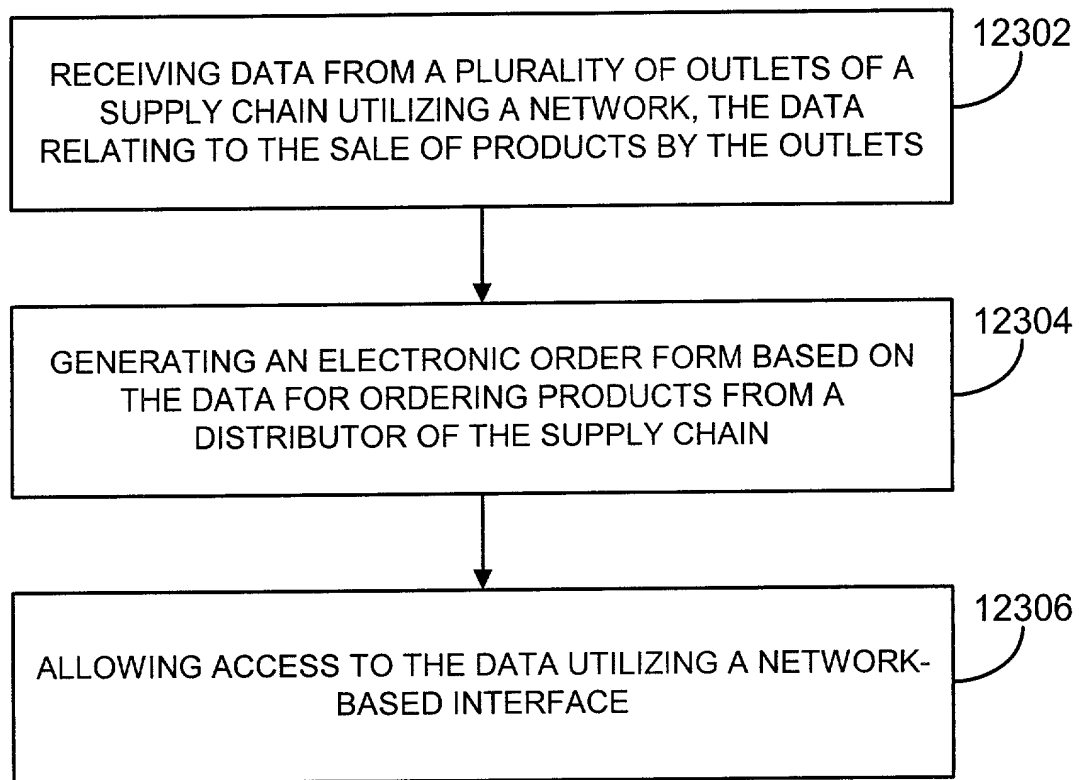 12302
RECEIVING DATA FROM A PLURALITY OF OUTLETS OF A
SUPPLY CHAIN UTILIZING A NETWORK, THE DATA
RELATING TO THE SALE OF PRODUCTS BY THE OUTLETS
12304
GENERATING AN ELECTRONIC ORDER FORM BASED ON
THE DATA FOR ORDERING PRODUCTS FROM A
DISTRIBUTOR OF THE SUPPLY CHAIN
12306
ALLOWING ACCESS TO THE DATA UTILIZING A NETWORK-
BASED INTERFACE